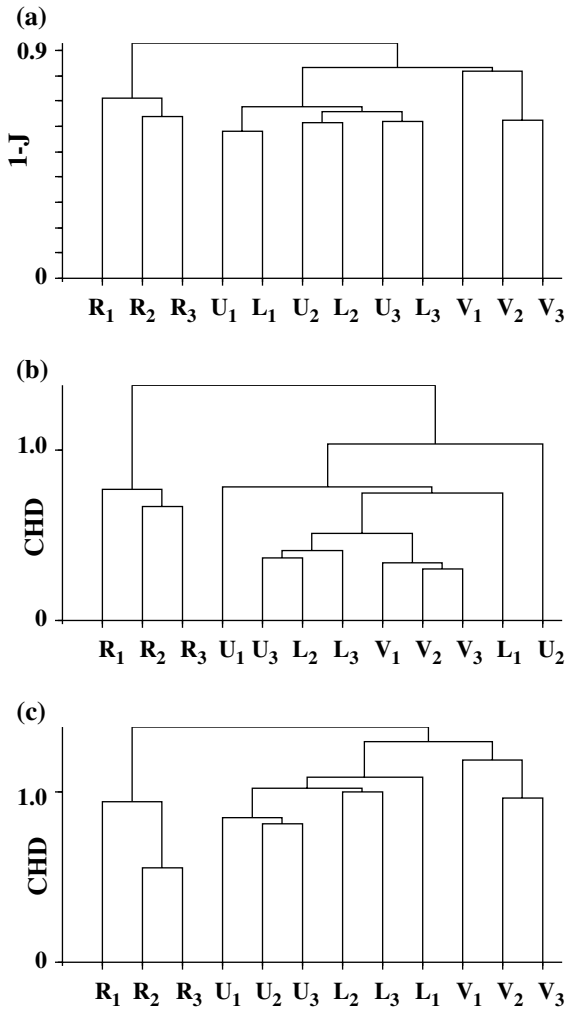 (a)
0.9
1-J
0
R₁ R₂ R₃ U₁ L₁ U₂ L₂ U₃ L₃ V₁ V₂ V₃
(b)
1.0
CHD
0
R₁ R₂ R₃ U₁ U₃ L₂ L₃ V₁ V₂ V₃ L₁ U₂
(c)
1.0
CHD
0
R₁ R₂ R₃ U₁ U₂ U₃ L₂ L₃ L₁ V₁ V₂ V₃